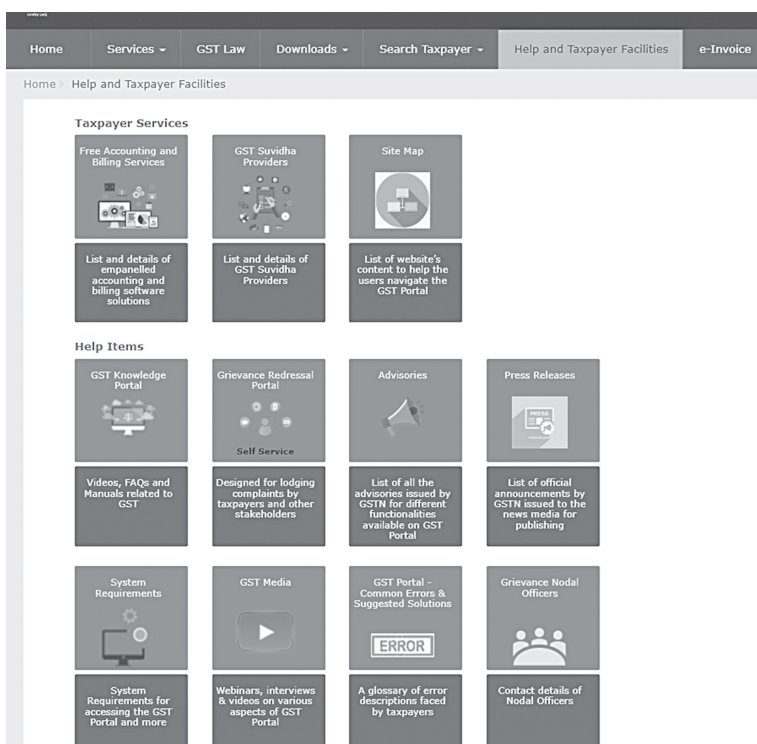 Home Services GST Law Downloads Search Taxpayer Help and Taxpayer Facilities e-Invoice
Home > Help and Taxpayer Facilities
Taxpayer Services
Free Accounting and
Billing Services
List and details of
empanelled
accounting and
billing software
solutions
GST Suvidha
Providers
List and details of
GST Suvidha
Providers
Site Map
List of website's
content to help the
users navigate the
GST Portal
Help Items
GST Knowledge
Portal
Videos, FAQs and
Manuals related to
GST
Grievance Redressal
Portal
Self Service
Designed for lodging
complaints by
taxpayers and other
stakeholders
Advisories
List of all the
advisories issued by
GSTN for different
functionalities
available on GST
Portal
Press Releases
PRESS
List of official
announcements by
GSTN issued to the
news media for
publishing
System
Requirements
System
Requirements for
accessing the GST
Portal and more
GST Media
Webinars, interviews
& videos on various
aspects of GST
Portal
GST Portal -
Common Errors &
Suggested Solutions
ERROR
A glossary of error
descriptions faced
by taxpayers
Grievance Nodal
Officers
Contact details of
Nodal Officers